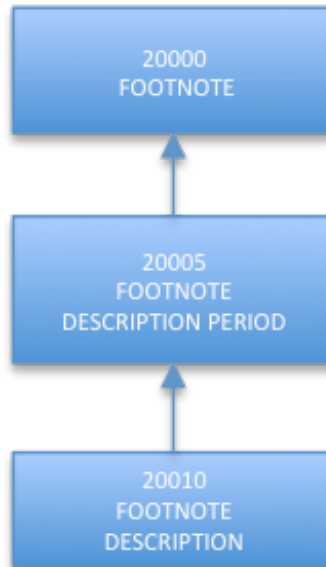 20000
FOOTNOTE
20005
FOOTNOTE
DESCRIPTION PERIOD
20010
FOOTNOTE
DESCRIPTION